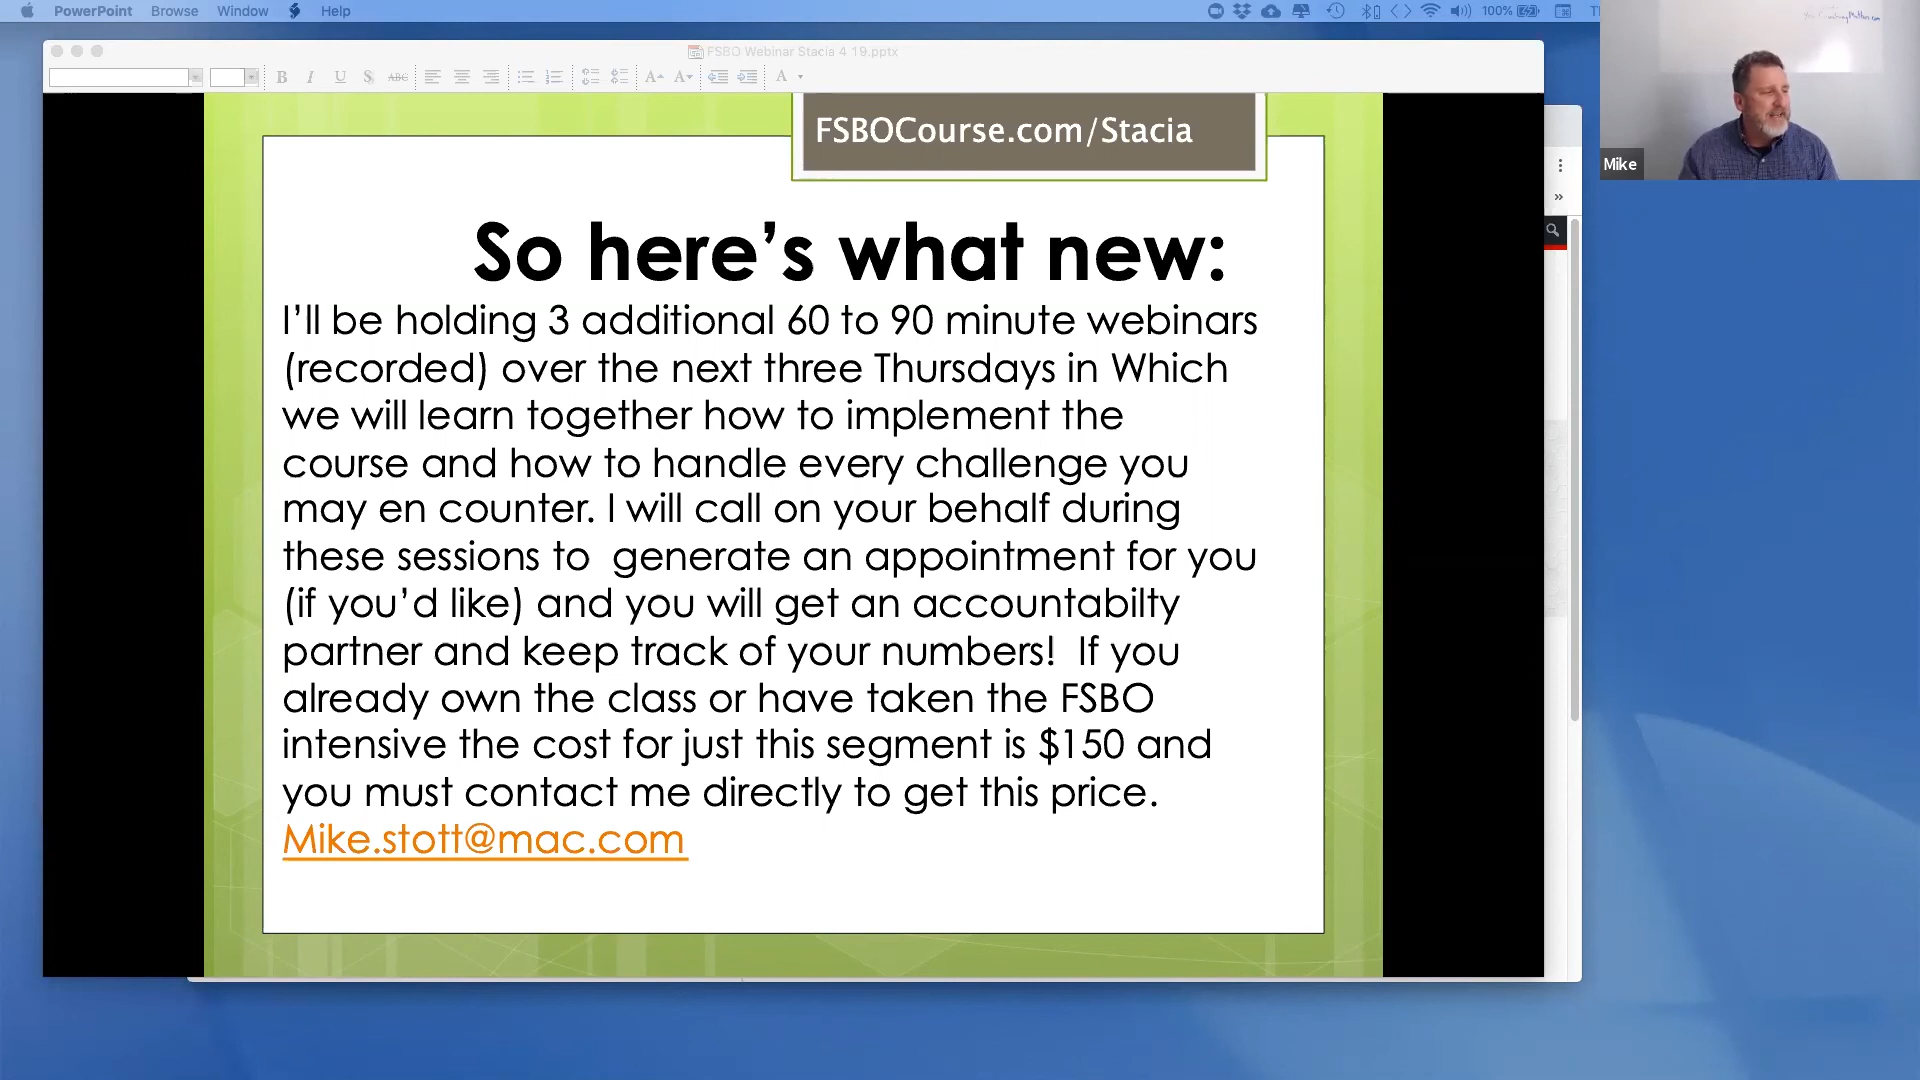 PowerPoint Browse Window Help 100%
FSBO Webinar Stacia 4 19.pptx
B I U S ABC A A A
FSBOCourse.com/Stacia
Mike
So here’s what new:
I’ll be holding 3 additional 60 to 90 minute webinars
(recorded) over the next three Thursdays in Which
we will learn together how to implement the
course and how to handle every challenge you
may en counter. I will call on your behalf during
these sessions to  generate an appointment for you
(if you’d like) and you will get an accountabilty
partner and keep track of your numbers!  If you
already own the class or have taken the FSBO
intensive the cost for just this segment is $150 and
you must contact me directly to get this price.
Mike.stott@mac.com